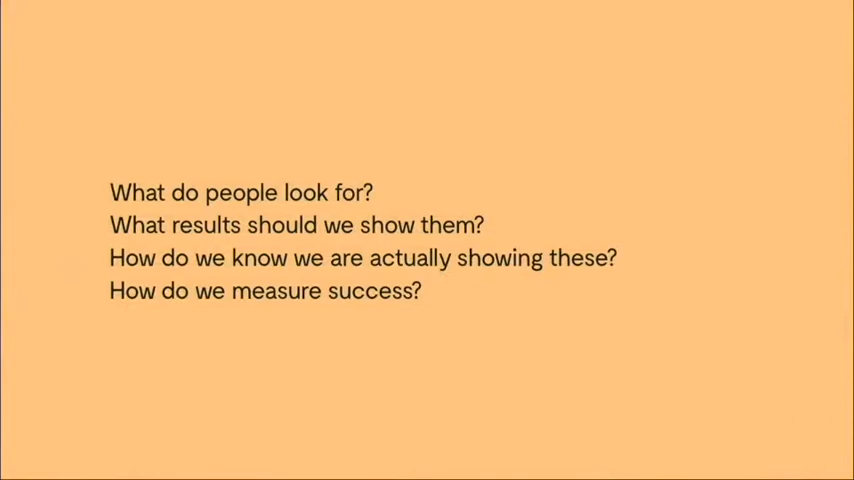 What do people look for?
What results should we show them?
How do we know we are actually showing these?
How do we measure success?